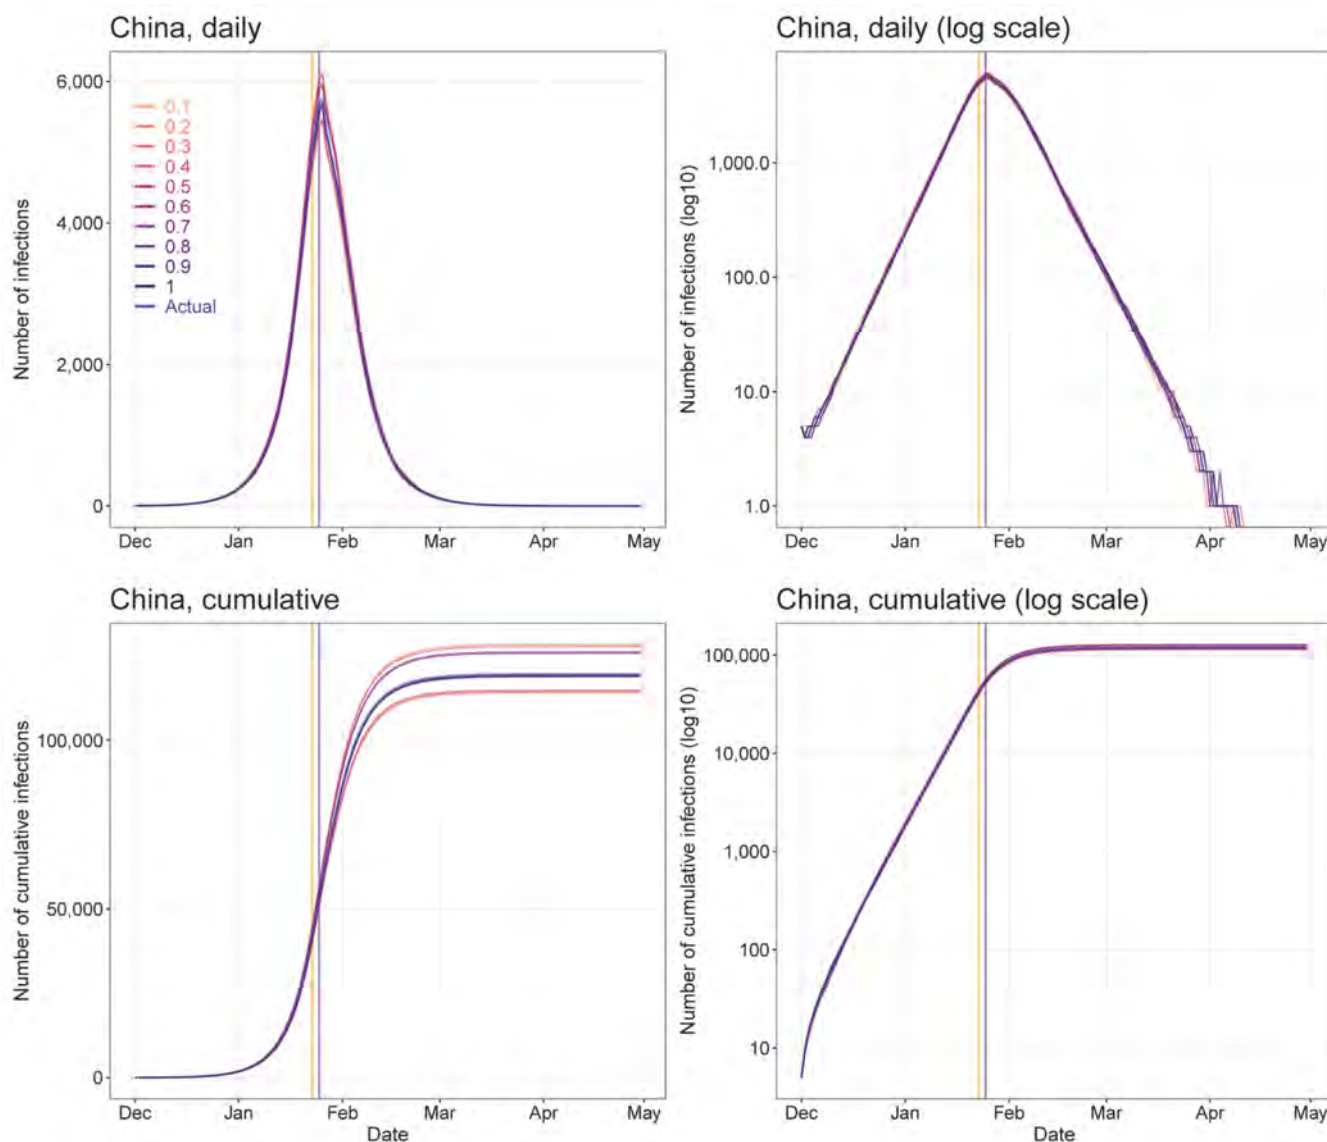 China, daily
Number of infections
6,000
4,000
2,000
0
0.1
0.2
0.3
0.4
0.5
0.6
0.7
0.8
0.9
1
Actual
Dec Jan Feb Mar Apr May
China, daily (log scale)
Number of infections (log10)
1,000.0
100.0
10.0
1.0
Dec Jan Feb Mar Apr May
China, cumulative
Number of cumulative infections
100,000
50,000
0
Dec Jan Feb Mar Apr May
Date
China, cumulative (log scale)
Number of cumulative infections (log10)
100,000
10,000
1,000
100
10
Dec Jan Feb Mar Apr May
Date